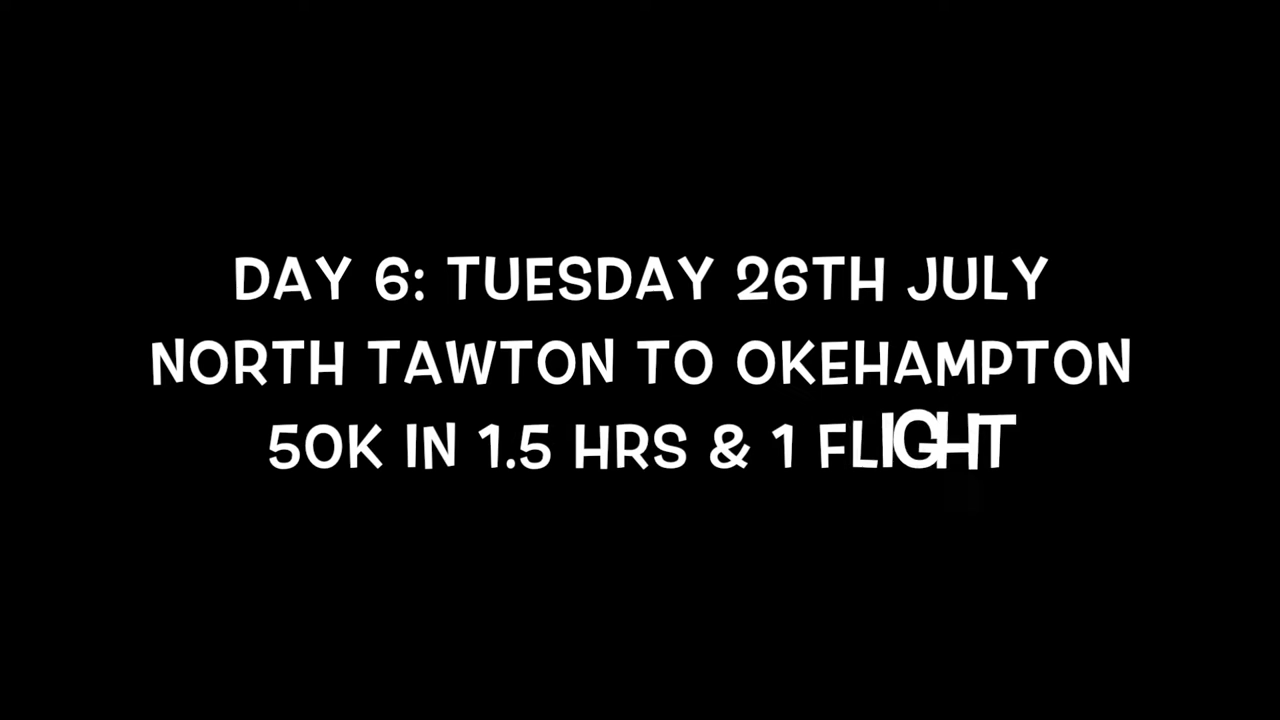 DAY 6: TUESDAY 26TH JULY
NORTH TAWTON TO OKEHAMPTON
50K IN 1.5 HRS & 1 FLIGHT